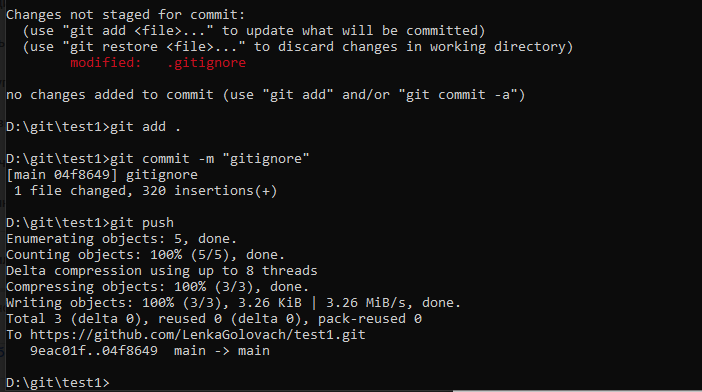 Changes not staged for commit:
  (use "git add <file>..." to update what will be committed)
  (use "git restore <file>..." to discard changes in working directory)
        modified:   .gitignore

no changes added to commit (use "git add" and/or "git commit -a")

D:\git\test1>git add .

D:\git\test1>git commit -m "gitignore"
[main 04f8649] gitignore
 1 file changed, 320 insertions(+)

D:\git\test1>git push
Enumerating objects: 5, done.
Counting objects: 100% (5/5), done.
Delta compression using up to 8 threads
Compressing objects: 100% (3/3), done.
Writing objects: 100% (3/3), 3.26 KiB | 3.26 MiB/s, done.
Total 3 (delta 0), reused 0 (delta 0), pack-reused 0
To https://github.com/LenkaGolovach/test1.git
   9eac01f..04f8649  main -> main

D:\git\test1>